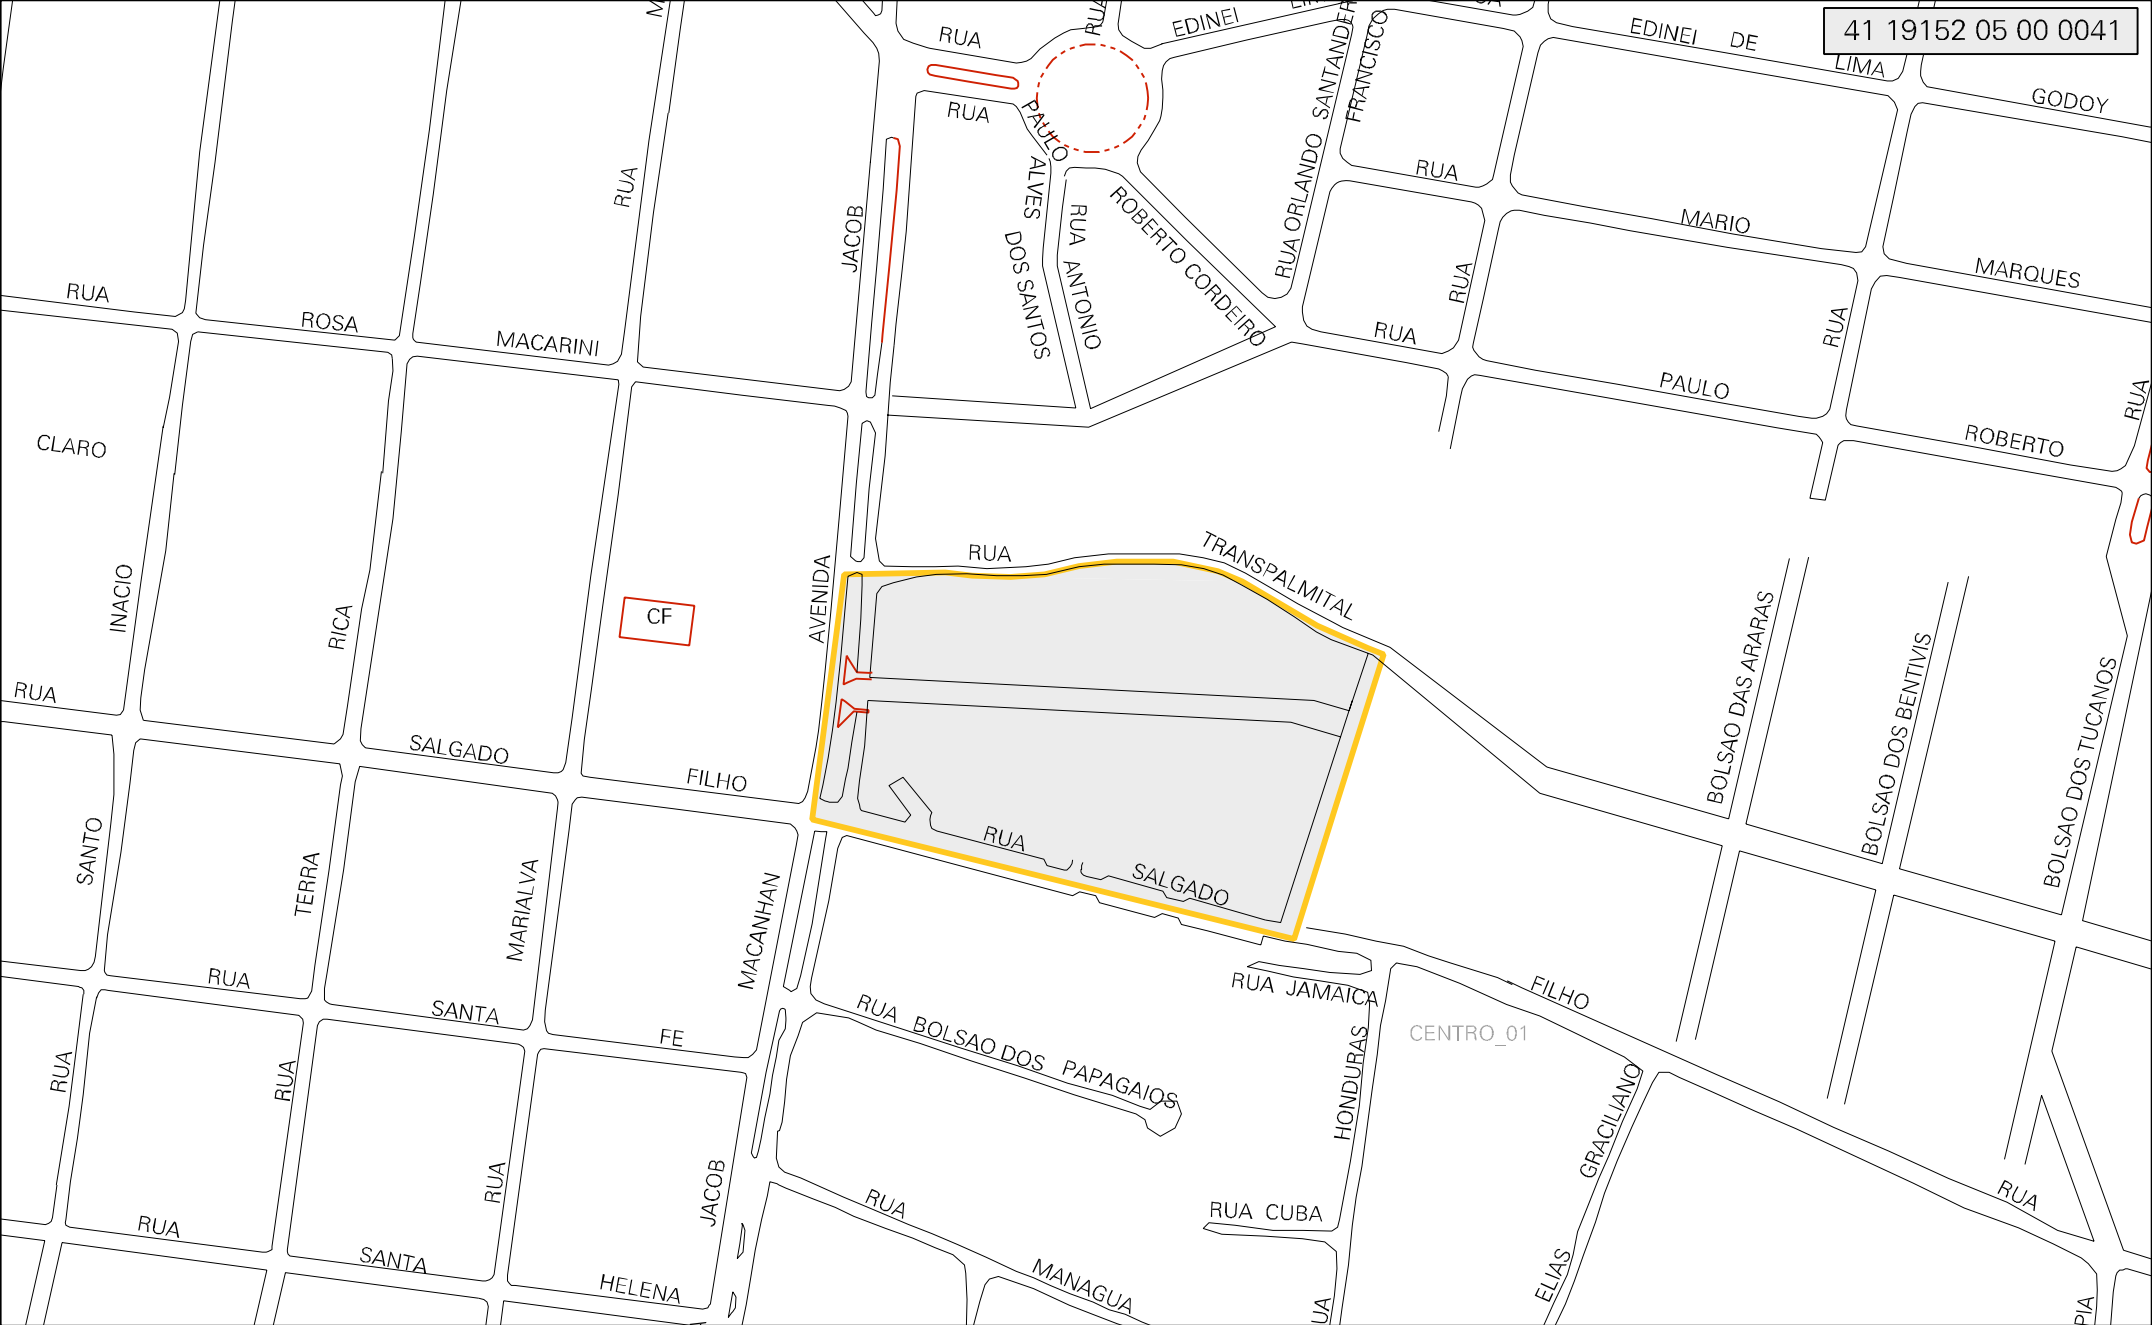 41 19152 05 00 0041
RUA
EDINEI
RUA
RUA
PAULO
ALVES
DOS SANTOS
RUA
ANTONIO
ROBERTO CORDEIRO
RUA ORLANDO SANTANDER
FRANCISCO
EDINEI DE
LIMA
GODOY
RUA
MARIO
MARQUES
RUA
RUA
RUA
PAULO
ROBERTO
RUA
RUA
JACOB
RUA
ROSA
MACARINI
CLARO
INACIO
RICA
CF
AVENIDA
RUA
TRANSPALMITAL
BOLSAO DAS ARARAS
BOLSAO DOS BENTIVIS
BOLSAO DOS TUCANOS
RUA
SALGADO
FILHO
SANTO
TERRA
MARIALVA
MACANHAN
RUA
SALGADO
FILHO
RUA JAMAICA
CENTRO_01
HONDURAS
GRACILIANO
RUA
SANTA
FE
RUA BOLSAO DOS PAPAGAIOS
RUA
RUA
RUA
JACOB
RUA
RUA CUBA
RUA
RUA
SANTA
HELENA
MANAGUA
ELIAS
UA
PIA